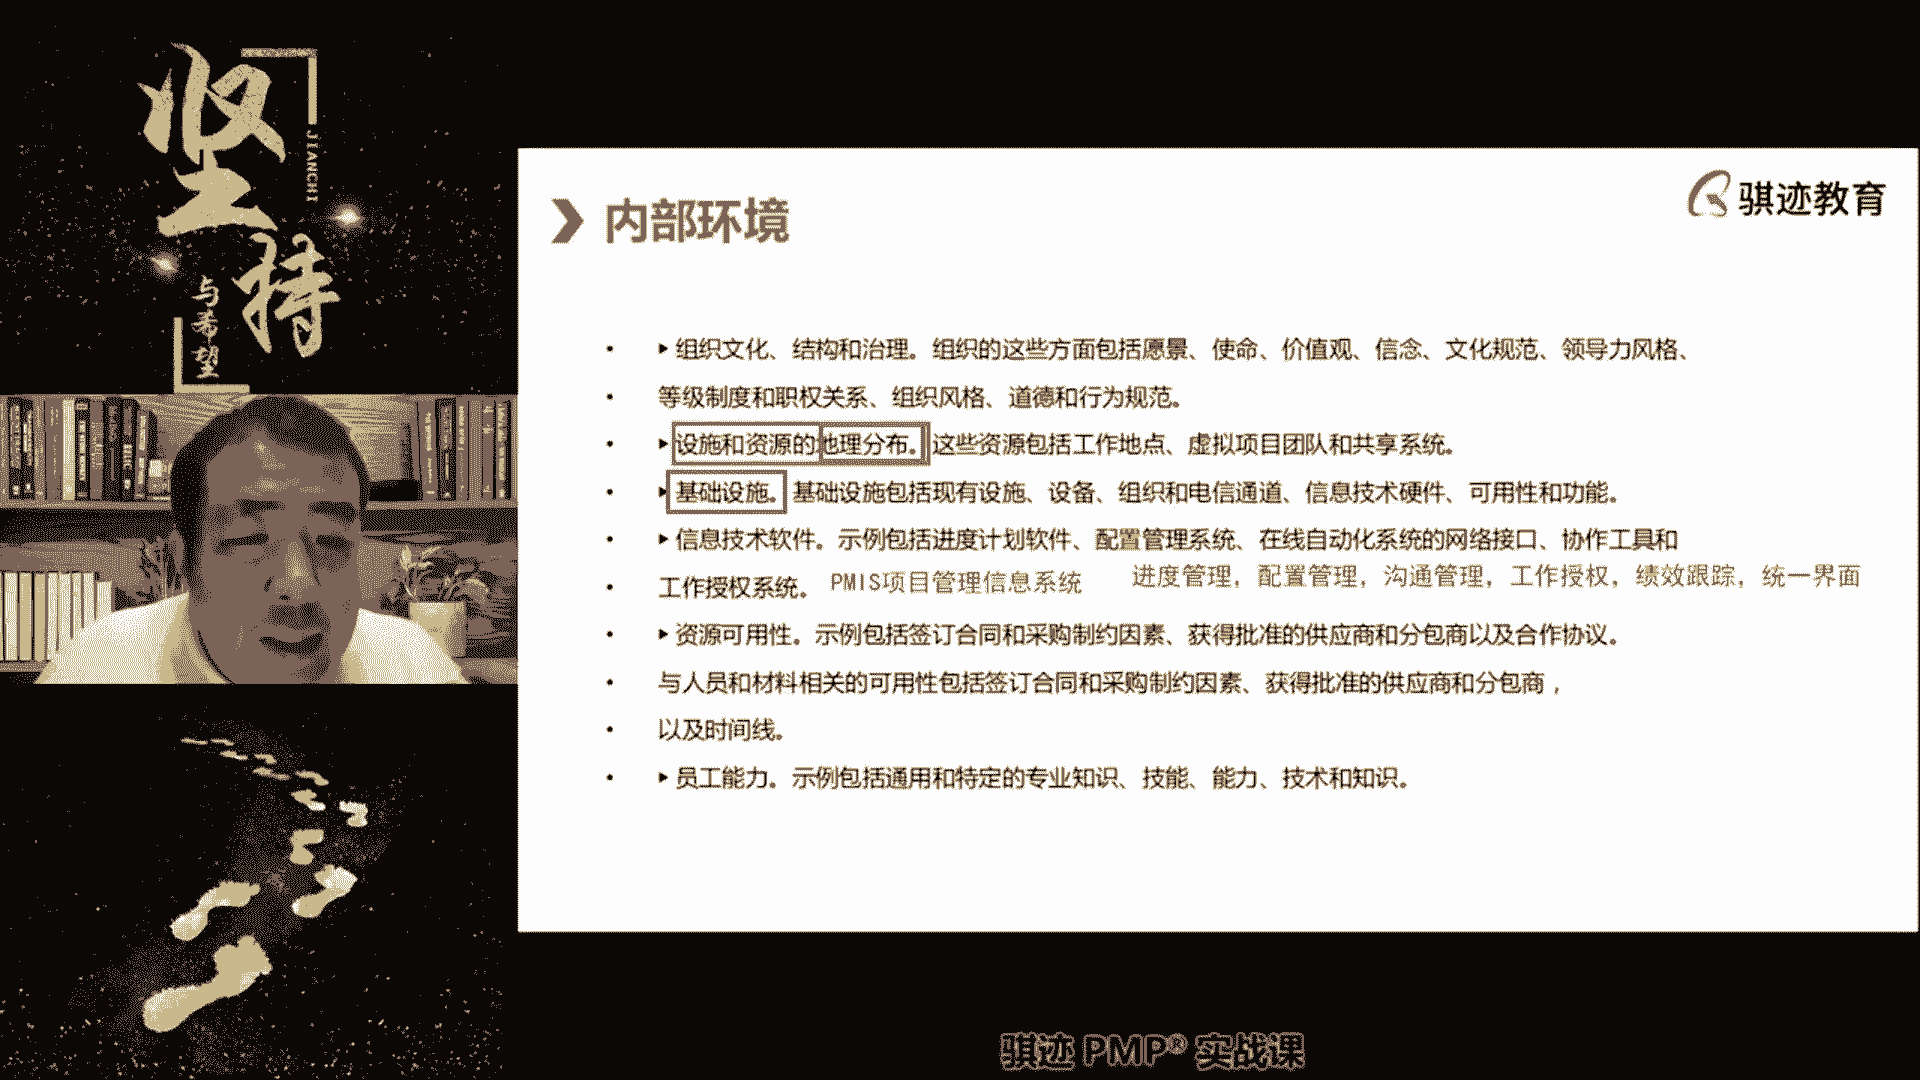 坚持
JIANCHI
与希望
骐迹教育
内部环境
• ▸组织文化、结构和治理。组织的这些方面包括愿景、使命、价值观、信念、文化规范、领导力风格、
• 等级制度和职权关系、组织风格、道德和行为规范。
• ▸设施和资源的地理分布。这些资源包括工作地点、虚拟项目团队和共享系统。
• ▸基础设施。基础设施包括现有设施、设备、组织和电信通道、信息技术硬件、可用性和功能。
• ▸信息技术软件。示例包括进度计划软件、配置管理系统、在线自动化系统的网络接口、协作工具和
• 工作授权系统。 PMIS项目管理信息系统 进度管理，配置管理，沟通管理，工作授权，绩效跟踪，统一界面
• ▸资源可用性。示例包括签订合同和采购制约因素、获得批准的供应商和分包商以及合作协议。
• 与人员和材料相关的可用性包括签订合同和采购制约因素、获得批准的供应商和分包商，
• 以及时间线。
• ▸员工能力。示例包括通用和特定的专业知识、技能、能力、技术和知识。
骐迹 PMP® 实战课